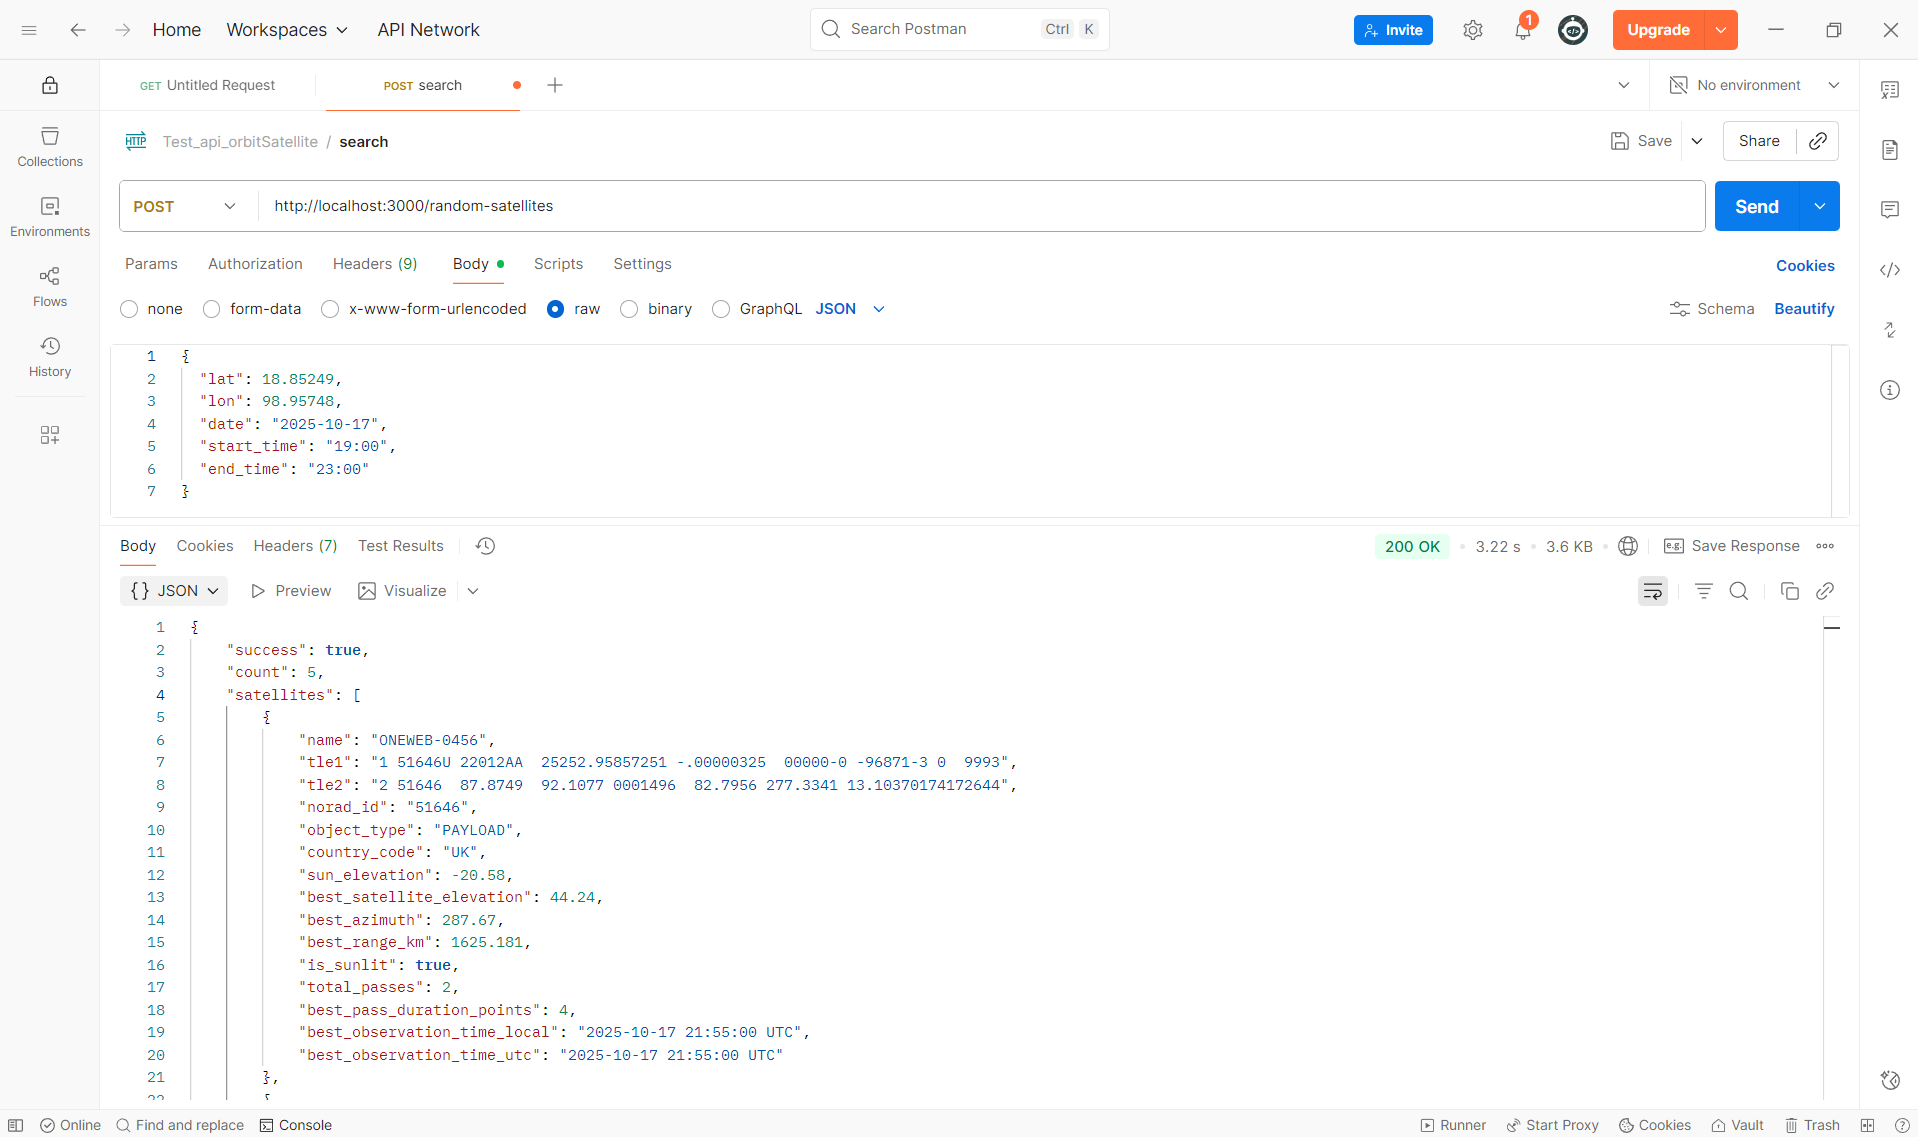 Home Workspaces API Network Search Postman Ctrl K Invite 1 Upgrade
GET Untitled Request POST search No environment
HTTP Test_api_orbitSatellite / search Save Share
Collections
Environments
Flows
History
POST http://localhost:3000/random-satellites Send
Params Authorization Headers (9) Body Scripts Settings Cookies
none form-data x-www-form-urlencoded raw binary GraphQL JSON Schema Beautify
1 {
2 "lat": 18.85249,
3 "lon": 98.95748,
4 "date": "2025-10-17",
5 "start_time": "19:00",
6 "end_time": "23:00"
7 }
Body Cookies Headers (7) Test Results 200 OK 3.22 s 3.6 KB e.g. Save Response
{} JSON Preview Visualize
1 {
2 "success": true,
3 "count": 5,
4 "satellites": [
5 {
6 "name": "ONEWEB-0456",
7 "tle1": "1 51646U 22012AA  25252.95857251 -.00000325  00000-0 -96871-3 0  9993",
8 "tle2": "2 51646  87.8749  92.1077 0001496  82.7956 277.3341 13.10370174172644",
9 "norad_id": "51646",
10 "object_type": "PAYLOAD",
11 "country_code": "UK",
12 "sun_elevation": -20.58,
13 "best_satellite_elevation": 44.24,
14 "best_azimuth": 287.67,
15 "best_range_km": 1625.181,
16 "is_sunlit": true,
17 "total_passes": 2,
18 "best_pass_duration_points": 4,
19 "best_observation_time_local": "2025-10-17 21:55:00 UTC",
20 "best_observation_time_utc": "2025-10-17 21:55:00 UTC"
21 },
22 {
Online Find and replace Console Runner Start Proxy Cookies Vault Trash